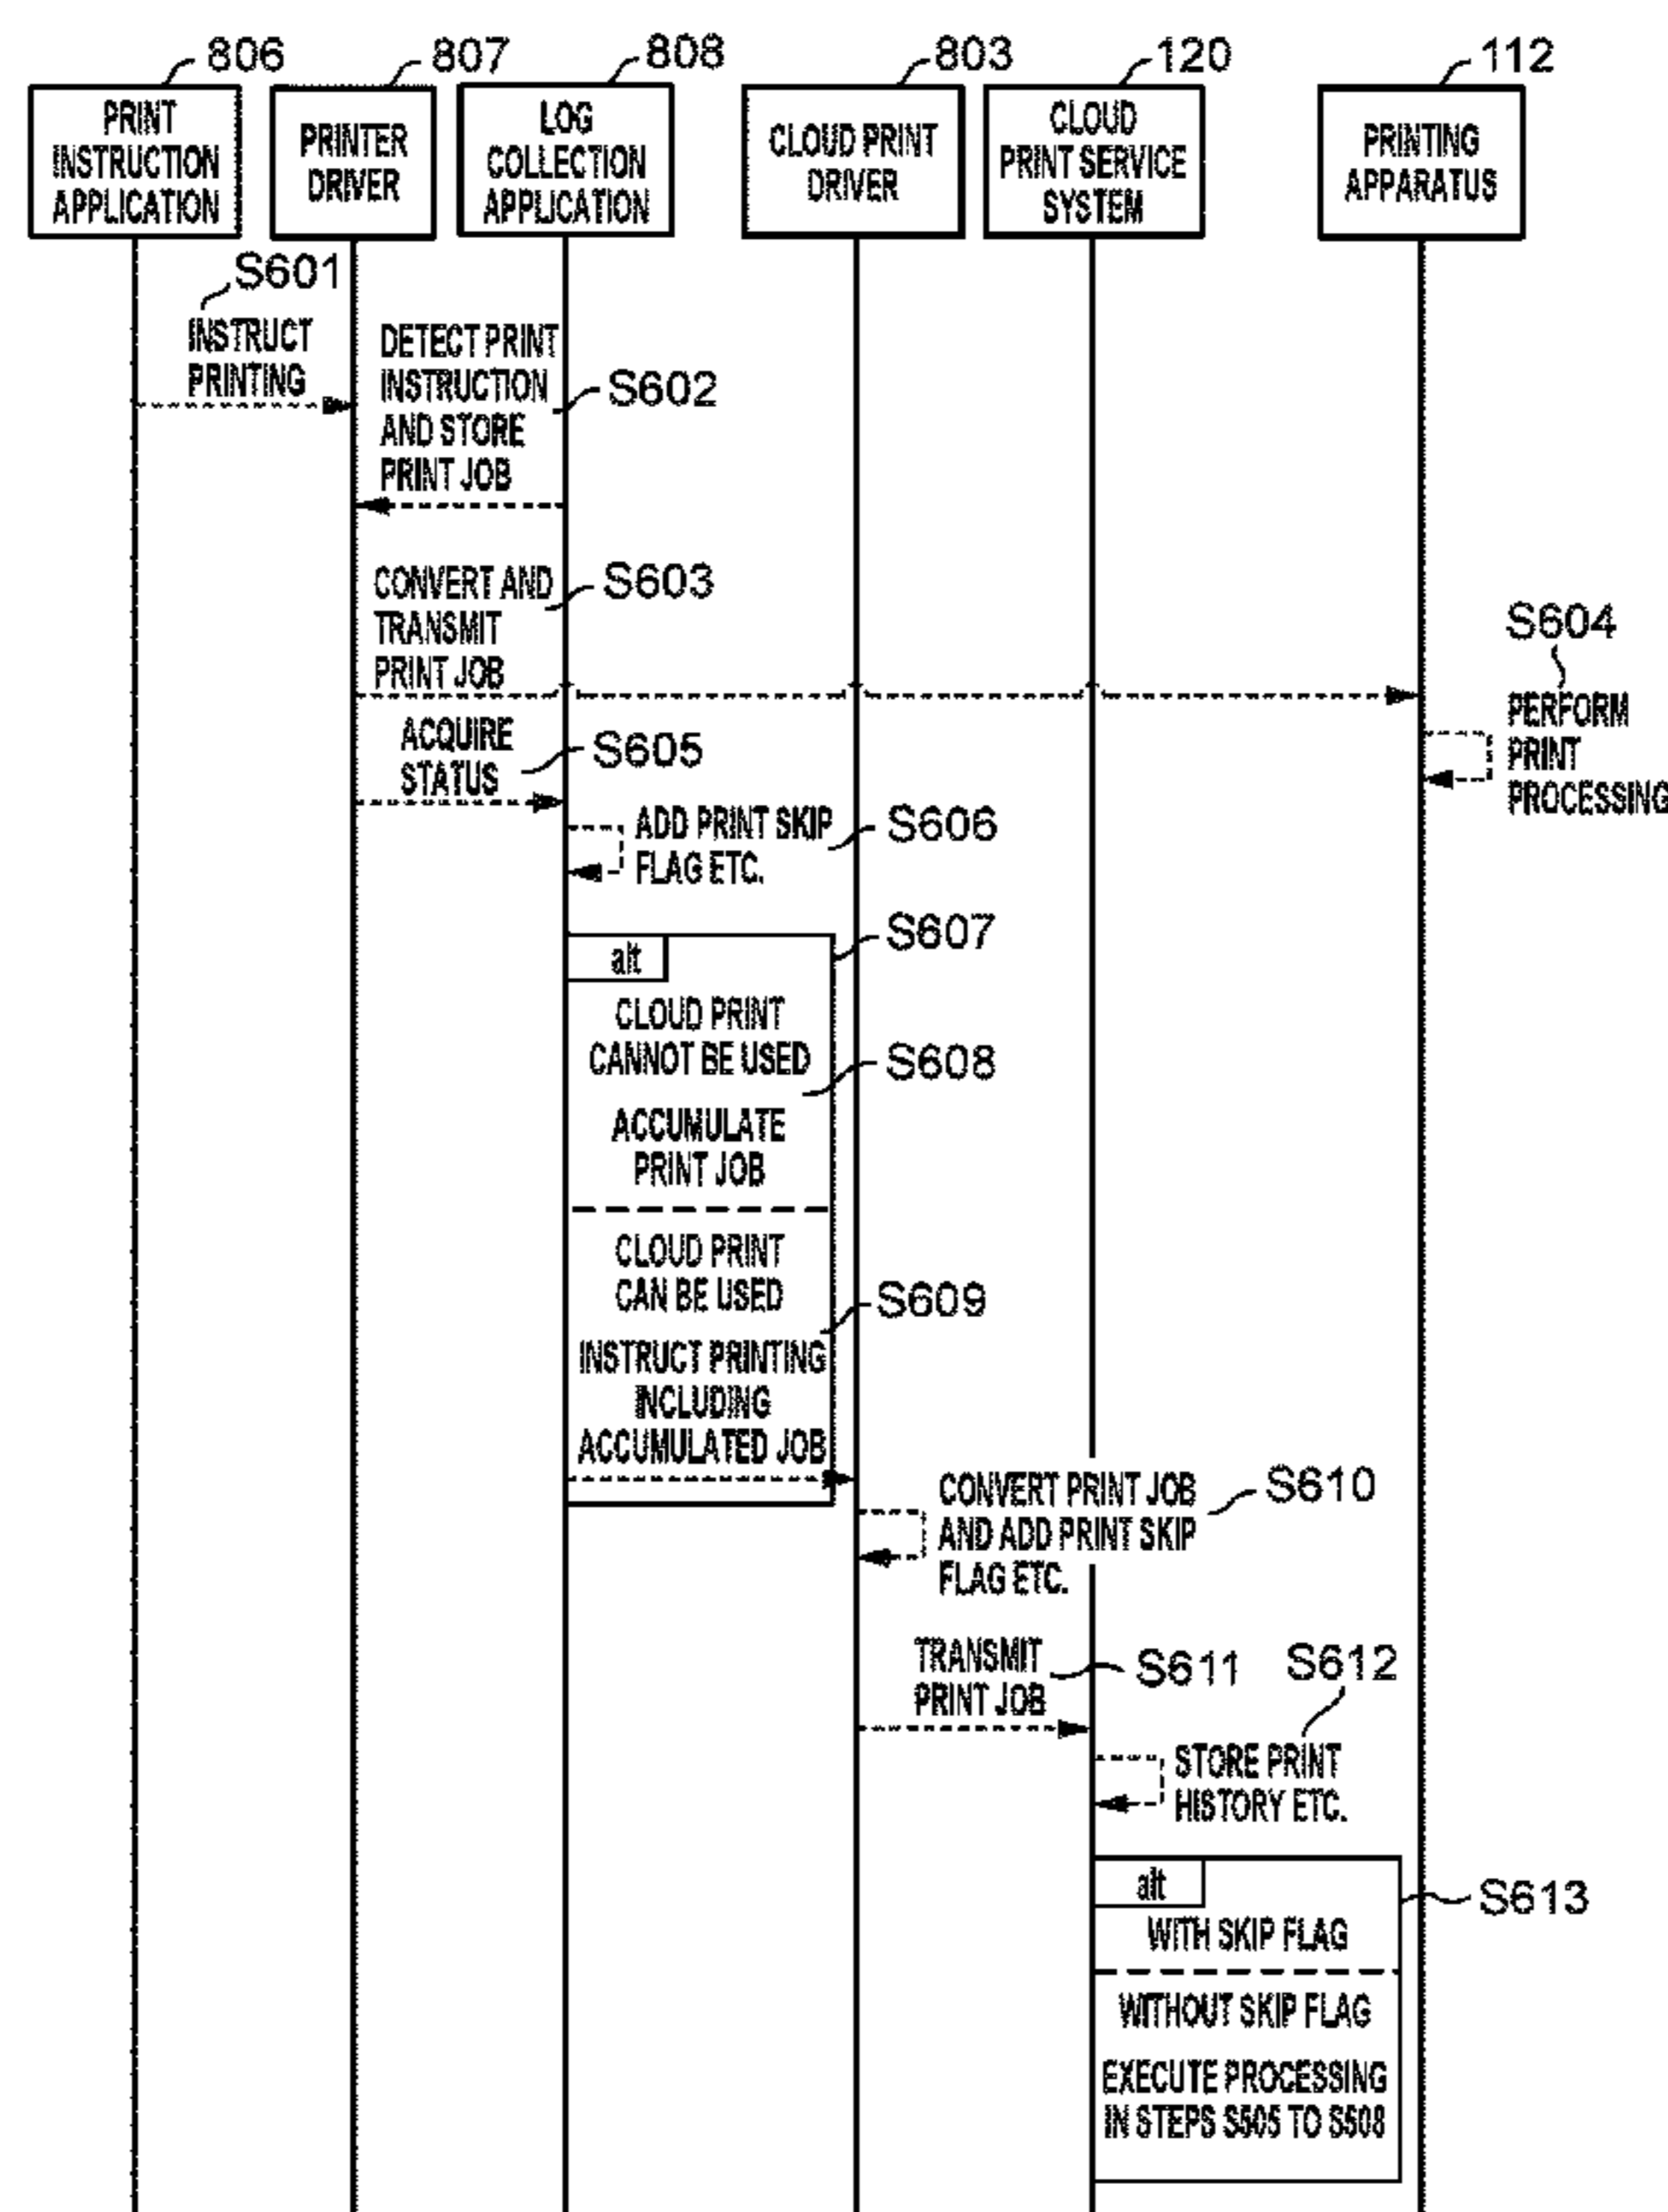 806
807
808
803
120
112
PRINT
INSTRUCTION
APPLICATION
PRINTER
DRIVER
LOG
COLLECTION
APPLICATION
CLOUD PRINT
DRIVER
CLOUD
PRINT SERVICE
SYSTEM
PRINTING
APPARATUS
S601
INSTRUCT
PRINTING
DETECT PRINT
INSTRUCTION
AND STORE
PRINT JOB
S602
CONVERT AND
TRANSMIT
PRINT JOB
S603
S604
PERFORM
PRINT
PROCESSING
ACQUIRE
STATUS
S605
ADD PRINT SKIP
FLAG ETC.
S606
S607
alt
CLOUD PRINT
CANNOT BE USED
S608
ACCUMULATE
PRINT JOB
CLOUD PRINT
CAN BE USED
S609
INSTRUCT PRINTING
INCLUDING
ACCUMULATED JOB
CONVERT PRINT JOB
AND ADD PRINT SKIP
FLAG ETC.
S610
TRANSMIT
PRINT JOB
S611
S612
STORE PRINT
HISTORY ETC.
alt
S613
WITH SKIP FLAG
WITHOUT SKIP FLAG
EXECUTE PROCESSING
IN STEPS S505 TO S508